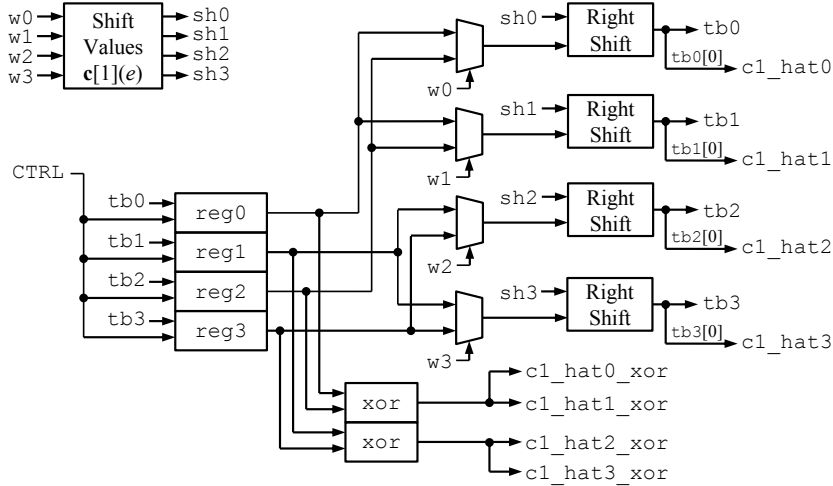 w0
w1
w2
w3
Shift
Values
c[1](e)
sh0
sh1
sh2
sh3
sh0
Right
Shift
tb0
tb0[0]
c1_hat0
w0
sh1
Right
Shift
tb1
tb1[0]
c1_hat1
w1
CTRL
tb0
reg0
tb1
reg1
tb2
reg2
tb3
reg3
sh2
Right
Shift
tb2
tb2[0]
c1_hat2
w2
sh3
Right
Shift
tb3
tb3[0]
c1_hat3
w3
xor
xor
c1_hat0_xor
c1_hat1_xor
c1_hat2_xor
c1_hat3_xor